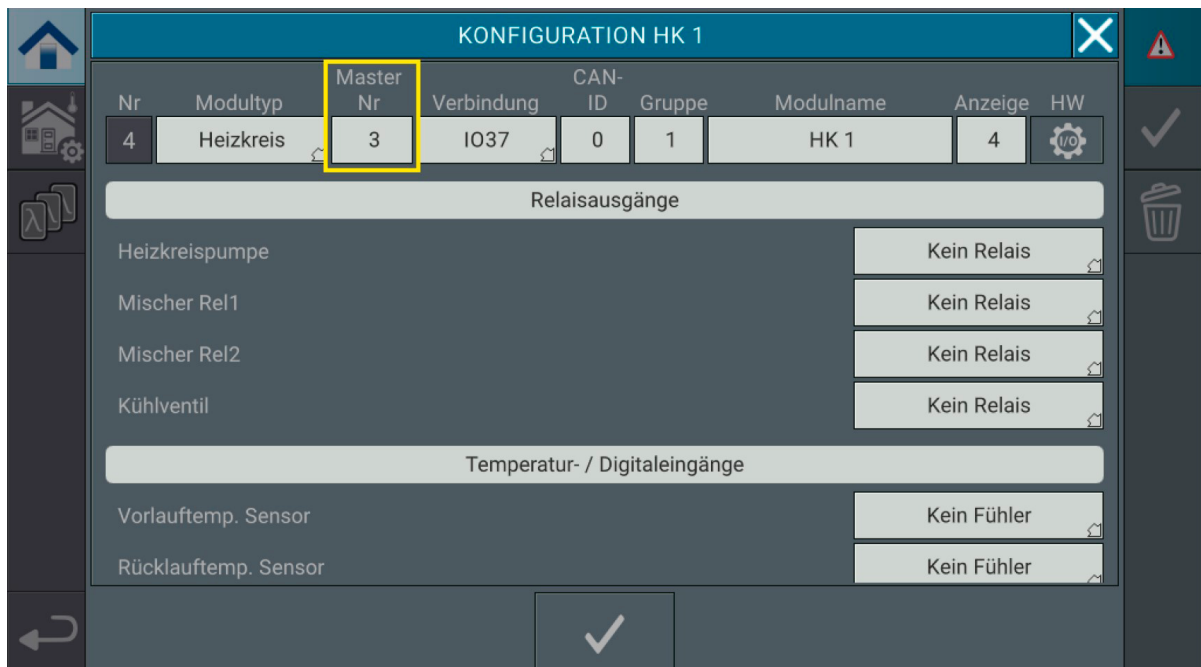 KONFIGURATION HK 1
Master CAN-
Nr Modultyp Nr Verbindung ID Gruppe Modulname Anzeige HW
4 Heizkreis 3 IO37 0 1 HK 1 4 I/O
Relaisausgänge
Heizkreispumpe Kein Relais
Mischer Rel1 Kein Relais
Mischer Rel2 Kein Relais
Kühlventil Kein Relais
Temperatur- / Digitaleingänge
Vorlauftemp. Sensor Kein Fühler
Rücklauftemp. Sensor Kein Fühler